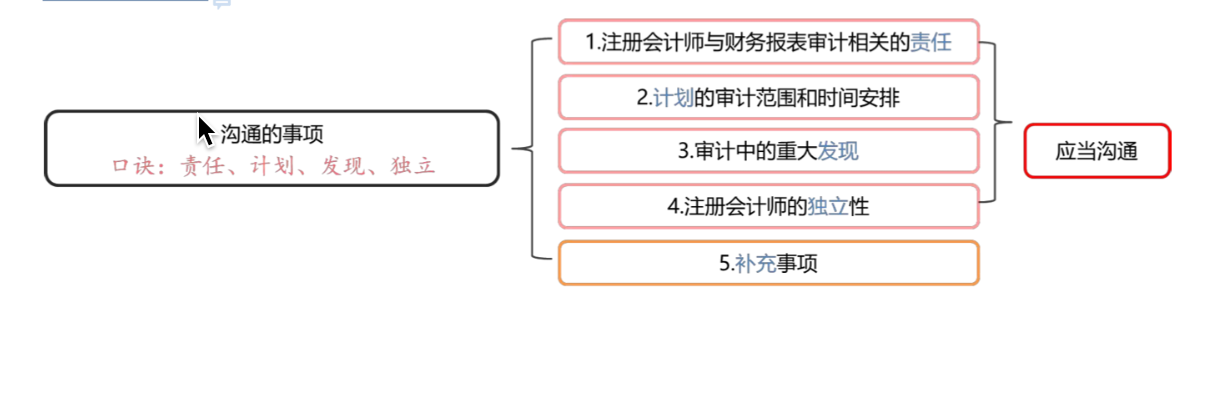 沟通的事项
口诀：责任、计划、发现、独立
1.注册会计师与财务报表审计相关的责任
2.计划的审计范围和时间安排
3.审计中的重大发现
4.注册会计师的独立性
5.补充事项
应当沟通